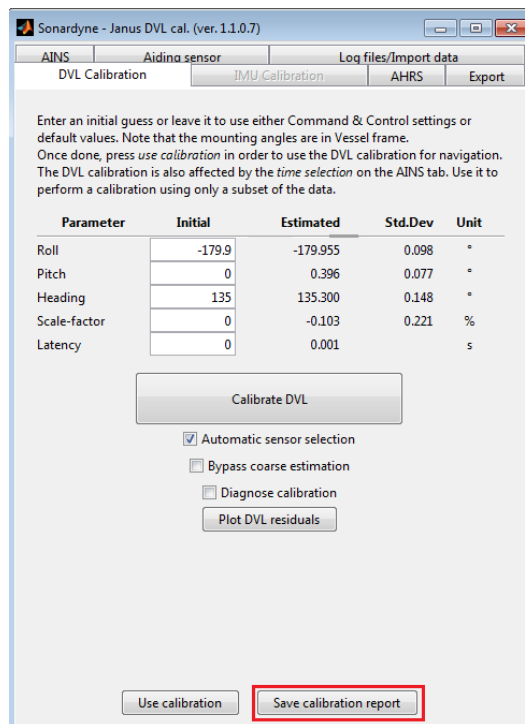 Sonardyne - Janus DVL cal. (ver. 1.1.0.7)
AINS Aiding sensor Log files/Import data
DVL Calibration IMU Calibration AHRS Export
Enter an initial guess or leave it to use either Command & Control settings or
default values. Note that the mounting angles are in Vessel frame.
Once done, press use calibration in order to use the DVL calibration for navigation.
The DVL calibration is also affected by the time selection on the AINS tab. Use it to
perform a calibration using only a subset of the data.
Parameter Initial Estimated Std.Dev Unit
Roll -179.9 -179.955 0.098 °
Pitch 0 0.396 0.077 °
Heading 135 135.300 0.148 °
Scale-factor 0 -0.103 0.221 %
Latency 0 0.001 s
Calibrate DVL
Automatic sensor selection
Bypass coarse estimation
Diagnose calibration
Plot DVL residuals
Use calibration Save calibration report